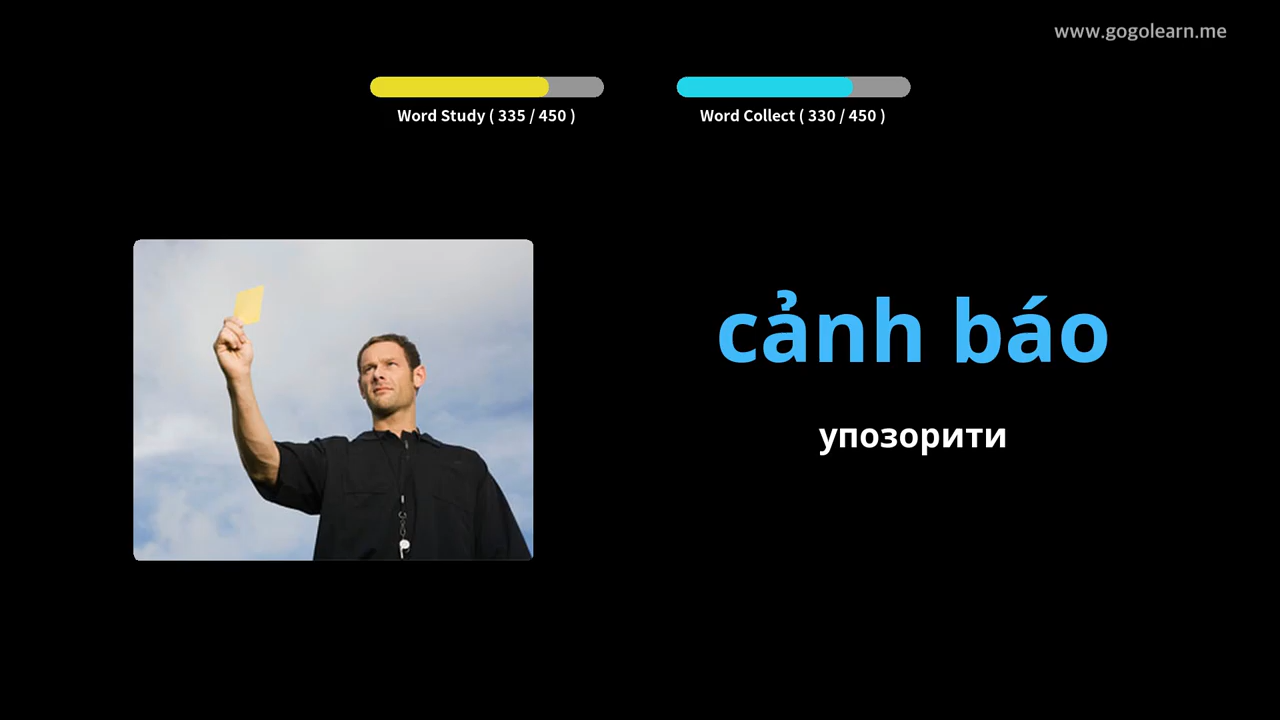 www.gogolearn.me
Word Study ( 335 / 450 )
Word Collect ( 330 / 450 )
cảnh báo
упозорити